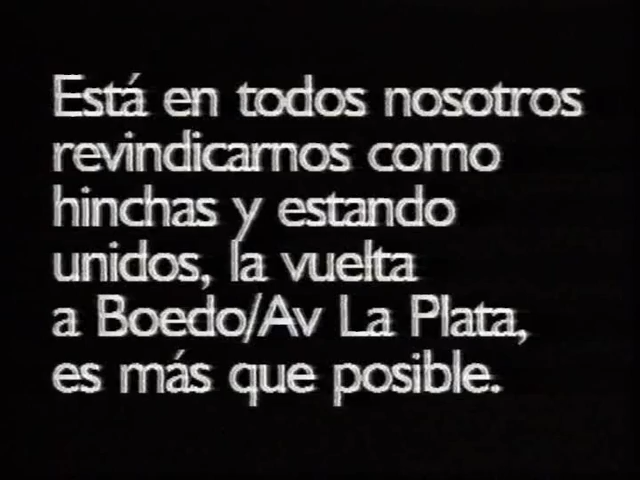 Está en todos nosotros
revindicarnos como
hinchas y estando
unidos, la vuelta
a Boedo/Av La Plata,
es más que posible.